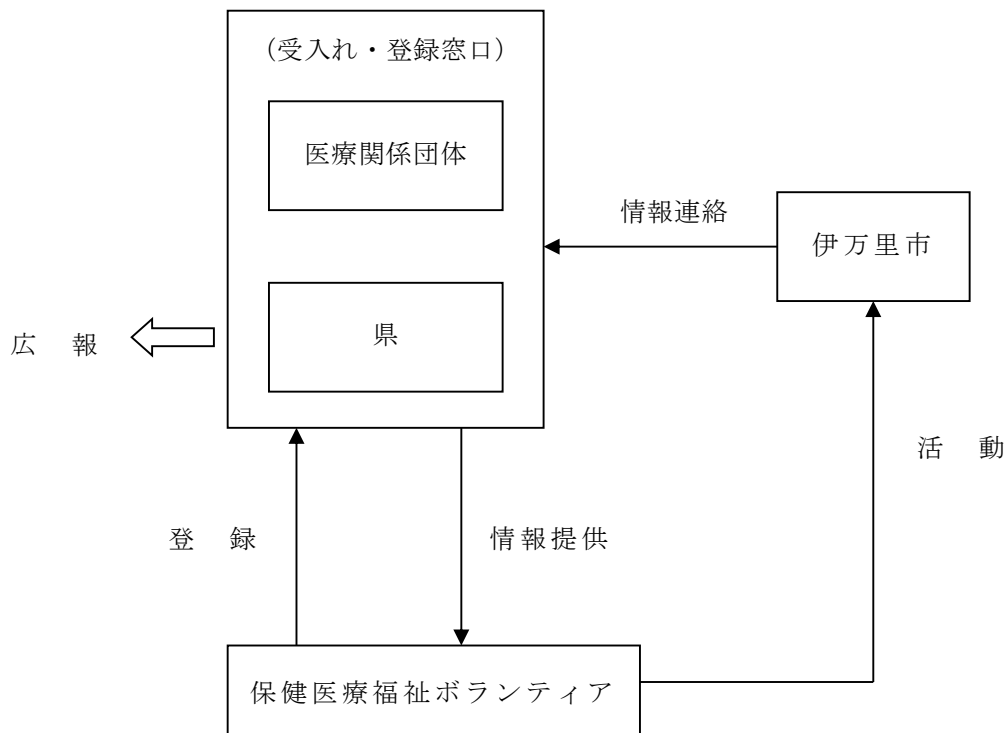 (受入れ・登録窓口)
医療関係団体
情報連絡
伊万里市
県
広 報
活 動
登 録
情報提供
保健医療福祉ボランティア